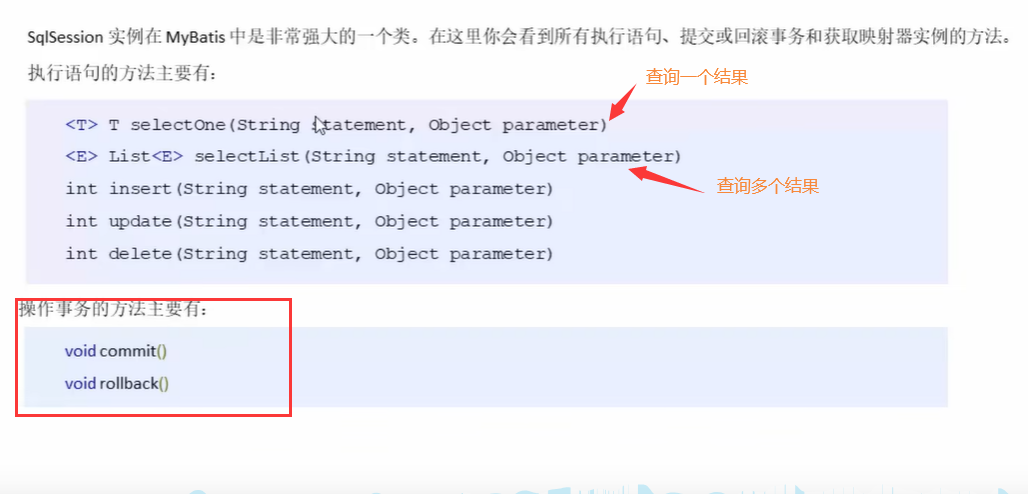 SqlSession 实例在 MyBatis 中是非常强大的一个类。在这里你会看到所有执行语句、提交或回滚事务和获取映射器实例的方法。
执行语句的方法主要有：
查询一个结果
<T> T selectOne(String statement, Object parameter)
<E> List<E> selectList(String statement, Object parameter)
查询多个结果
int insert(String statement, Object parameter)
int update(String statement, Object parameter)
int delete(String statement, Object parameter)
操作事务的方法主要有：
void commit()
void rollback()